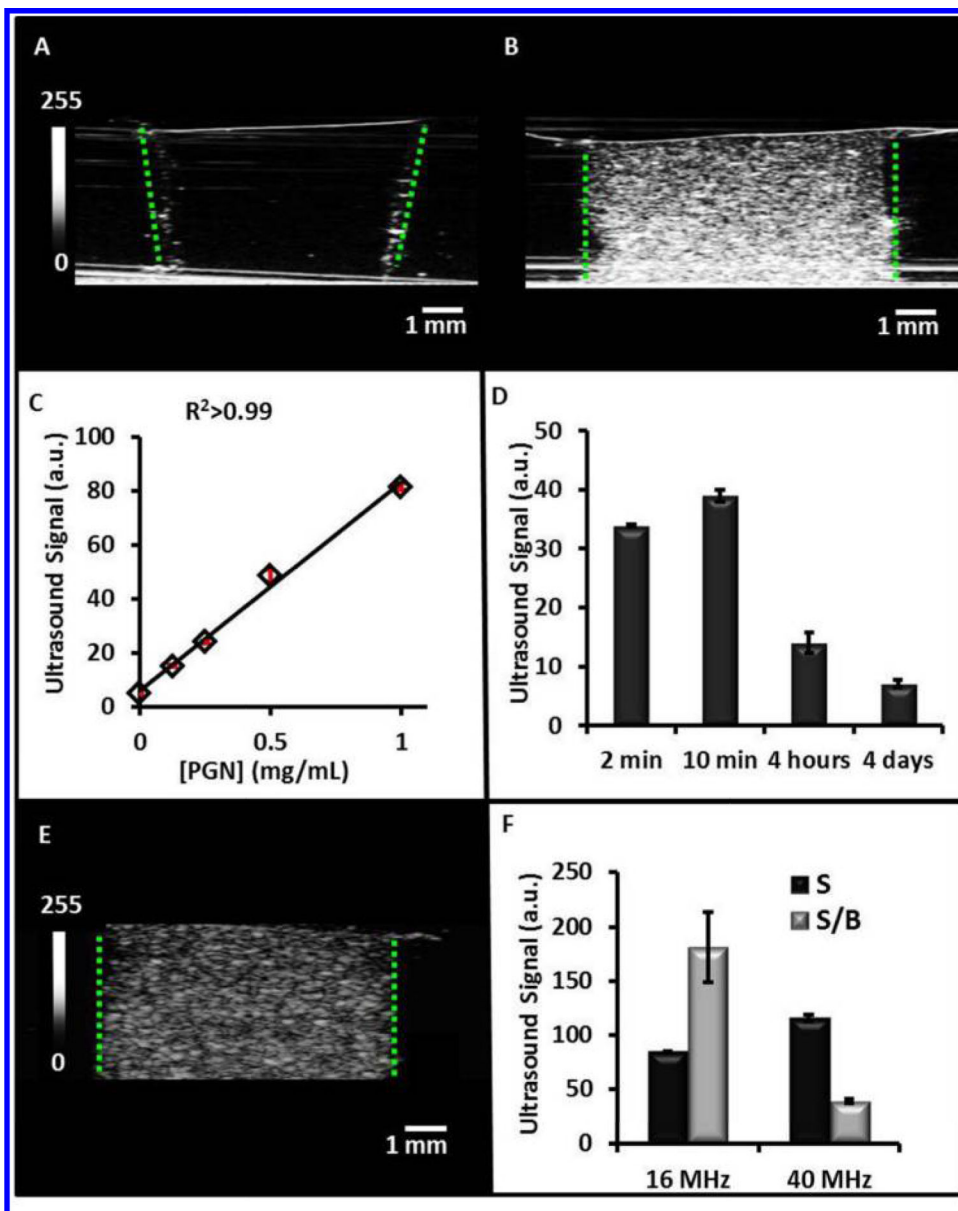 A
B
255
0
1 mm
1 mm
C
R²>0.99
Ultrasound Signal (a.u.)
100
80
60
40
20
0
0
0.5
1
[PGN] (mg/mL)
D
Ultrasound Signal (a.u.)
50
40
30
20
10
0
2 min 10 min 4 hours 4 days
E
255
0
1 mm
F
Ultrasound Signal (a.u.)
250
200
150
100
50
0
S
S/B
16 MHz 40 MHz